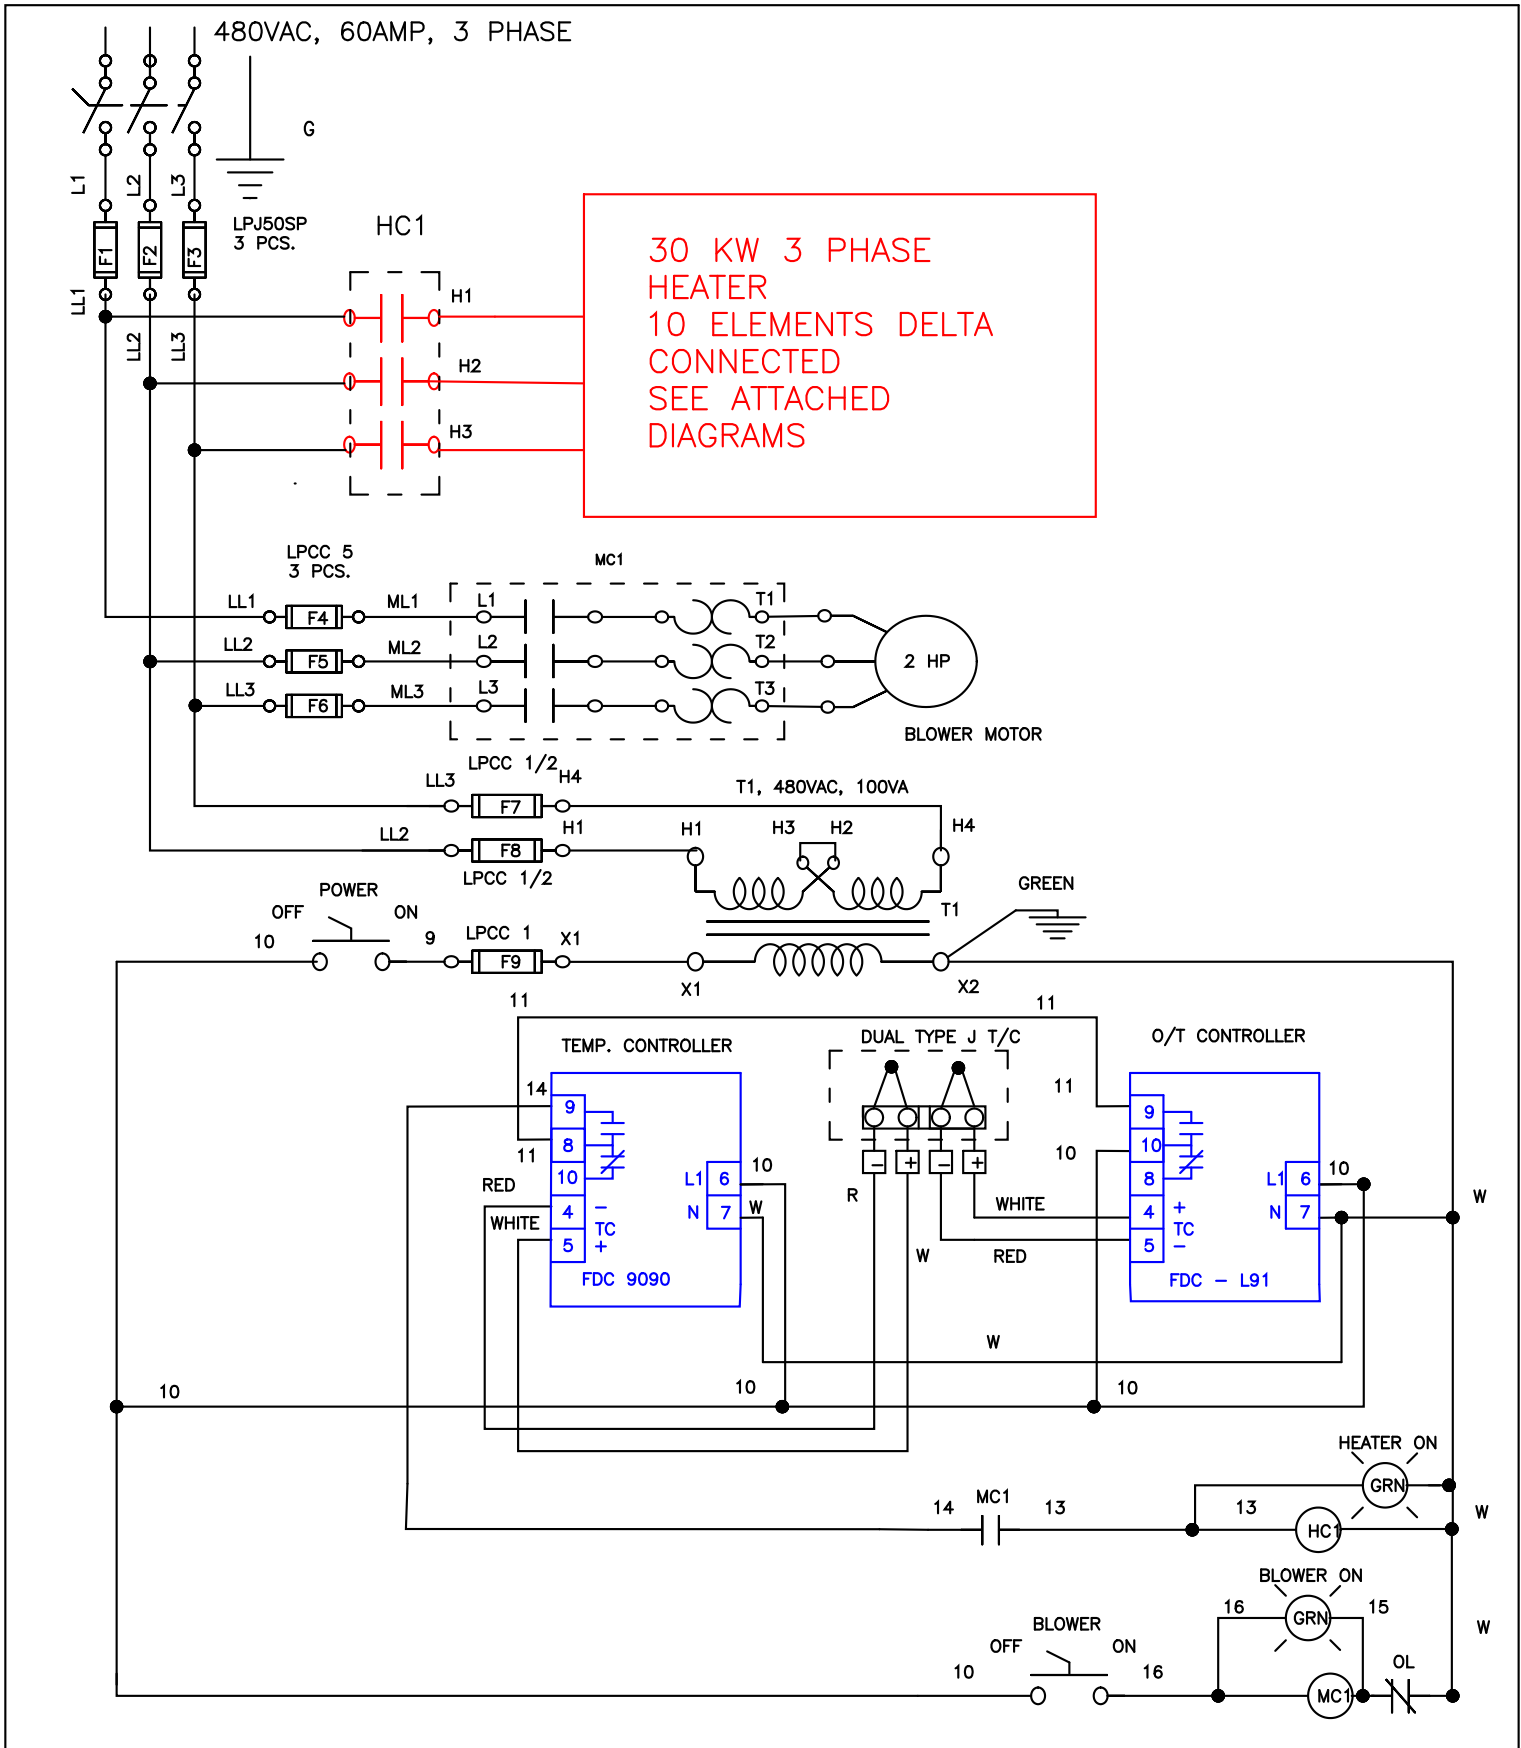 480VAC, 60AMP, 3 PHASE
G
L1
L2
L3
LPJ50SP
3 PCS.
F1
F2
F3
LL1
LL2
LL3
HC1
H1
H2
H3
30 KW 3 PHASE
HEATER
10 ELEMENTS DELTA
CONNECTED
SEE ATTACHED
DIAGRAMS
LPCC 5
3 PCS.
MC1
LL1
F4
ML1
L1
T1
LL2
F5
ML2
L2
T2
2 HP
LL3
F6
ML3
L3
T3
BLOWER MOTOR
LPCC 1/2
LL3
H4
F7
T1, 480VAC, 100VA
LL2
H1
F8
LPCC 1/2
H1
H3
H2
H4
POWER
OFF
ON
10
9
LPCC 1
F9
X1
T1
GREEN
X1
X2
11
11
TEMP. CONTROLLER
DUAL TYPE J T/C
O/T CONTROLLER
14
9
8
11
10
RED
4 -
WHITE
TC
5 +
FDC 9090
L1 6
10
N 7
W
- + - +
R
W
WHITE
RED
11
9
10
10
8
4 +
TC
5 -
FDC - L91
L1 6
10
N 7
W
W
10
10
10
HEATER ON
GRN
14
MC1
13
13
HC1
W
BLOWER ON
16
GRN
15
W
BLOWER
OFF
ON
10
16
MC1
OL